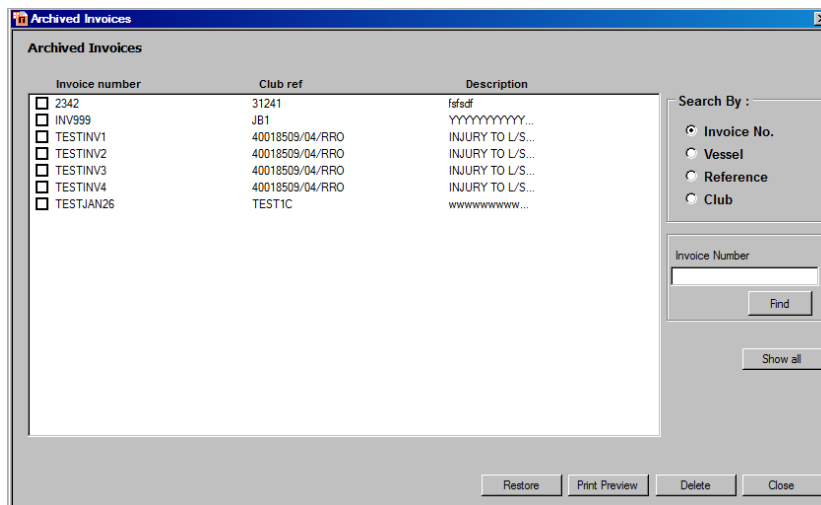 Archived Invoices
Archived Invoices
Invoice number Club ref Description
2342 31241 fsfsdf
INV999 JB1 YYYYYYYYYYY...
TESTINV1 40018509/04/RRO INJURY TO L/S...
TESTINV2 40018509/04/RRO INJURY TO L/S...
TESTINV3 40018509/04/RRO INJURY TO L/S...
TESTINV4 40018509/04/RRO INJURY TO L/S...
TESTJAN26 TEST1C wwwwwwwww...
Search By :
Invoice No.
Vessel
Reference
Club
Invoice Number
Find
Show all
Restore Print Preview Delete Close